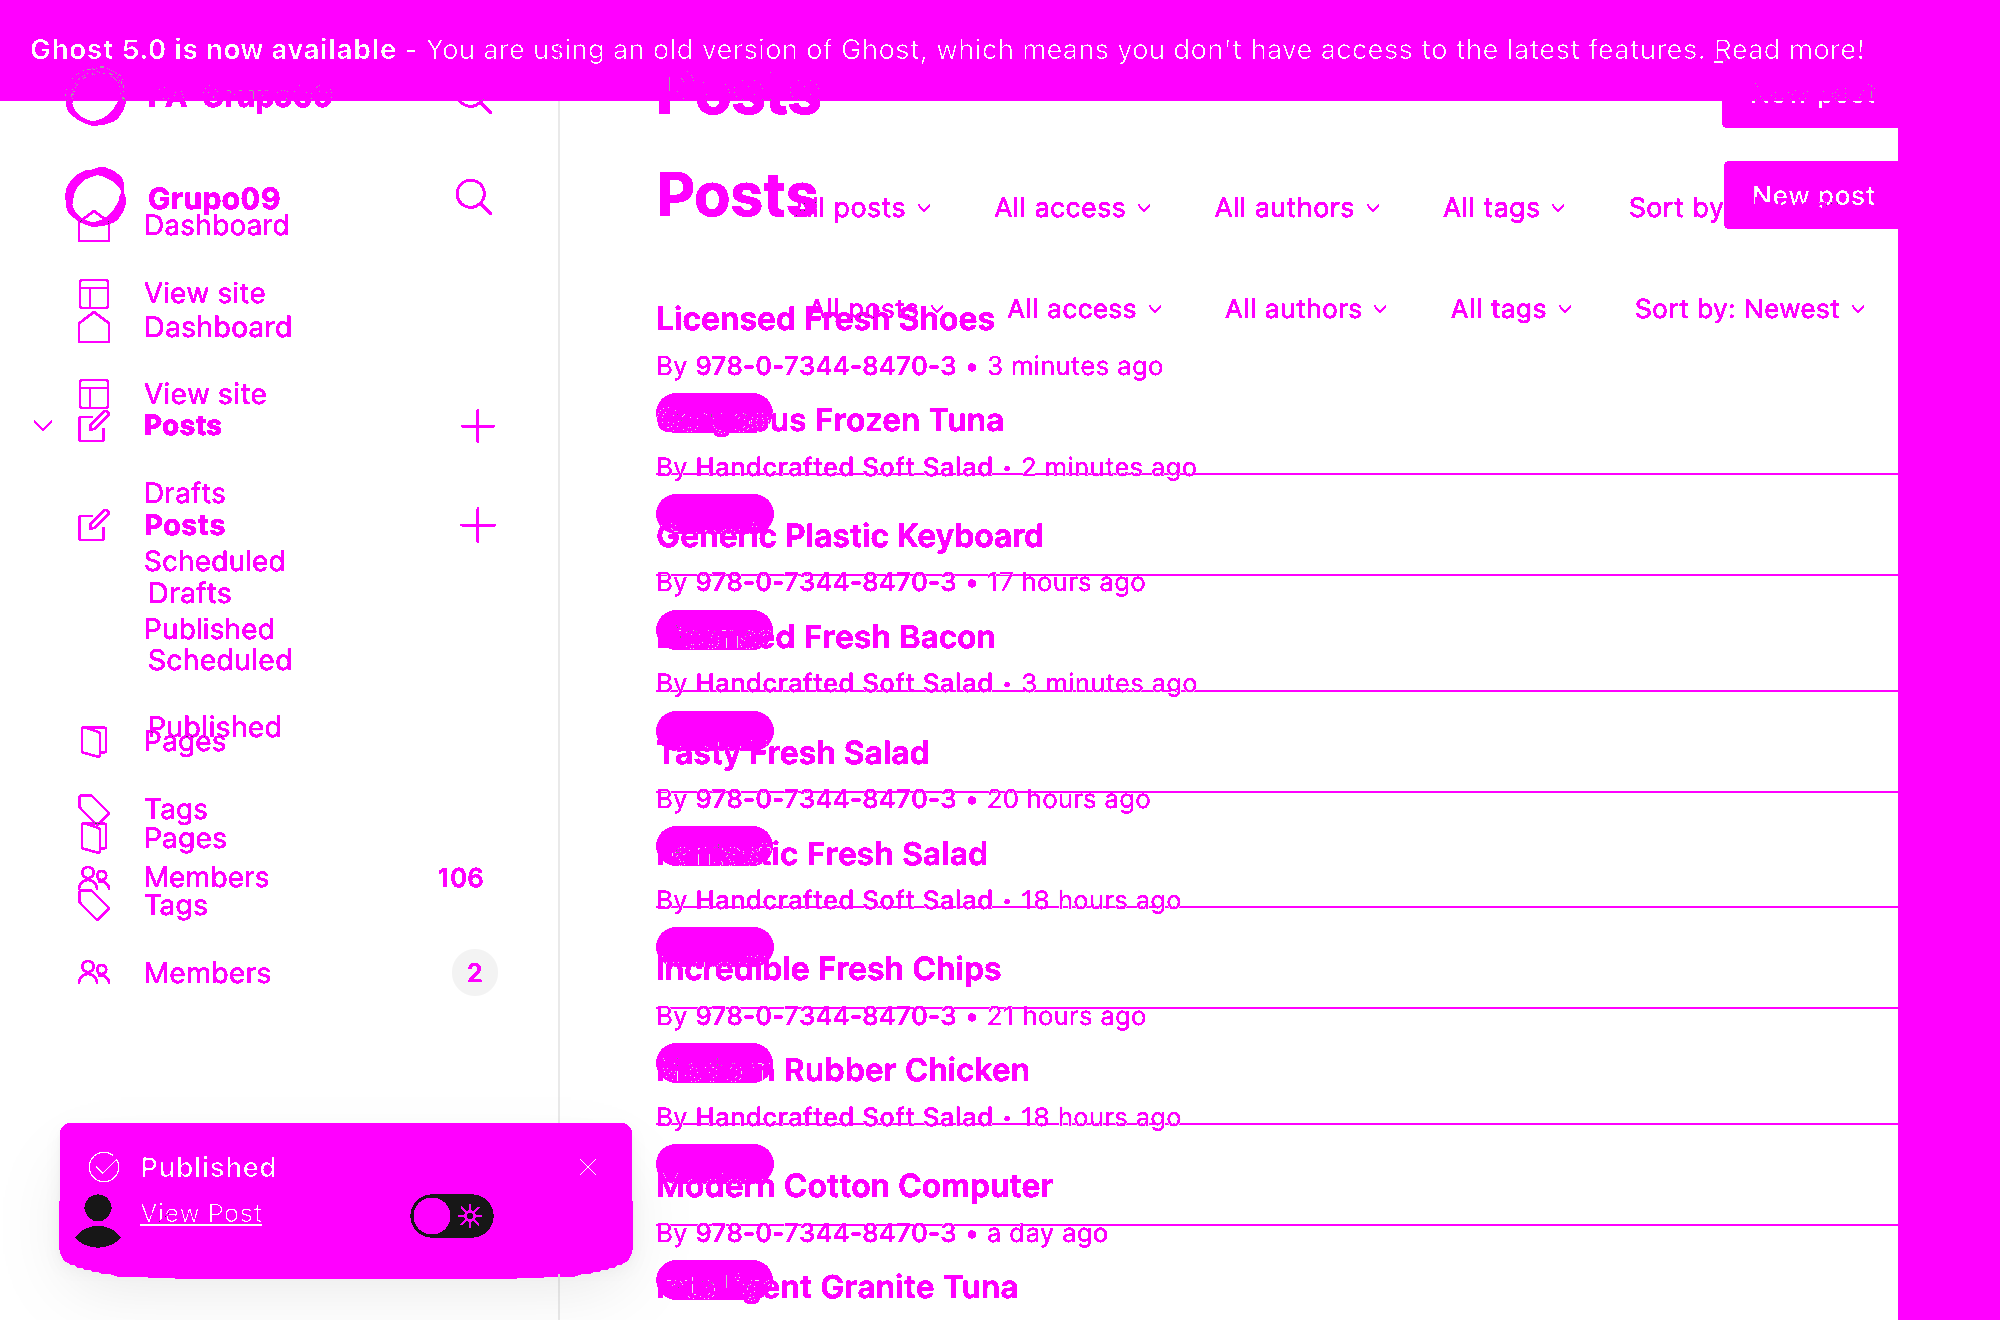 Ghost 5.0 is now available - You are using an old version of Ghost, which means you don't have access to the latest features. Read more!
Posts
New post
Grupo09
Dashboard
View site
Dashboard
View site
Posts
Drafts
Posts
Scheduled
Drafts
Published
Scheduled
Published
Pages
Tags
Pages
Members 106
Tags
Members 2
Published
View Post
Posts
All posts All access All authors All tags Sort by
New post
All posts All access All authors All tags Sort by: Newest
Licensed Fresh Shoes
By 978-0-7344-8470-3 • 3 minutes ago
Frozen Tuna
By Handcrafted Soft Salad • 2 minutes ago
Generic Plastic Keyboard
By 978-0-7344-8470-3 • 17 hours ago
Fresh Bacon
By Handcrafted Soft Salad • 3 minutes ago
Tasty Fresh Salad
By 978-0-7344-8470-3 • 20 hours ago
Fresh Salad
By Handcrafted Soft Salad • 18 hours ago
Incredible Fresh Chips
By 978-0-7344-8470-3 • 21 hours ago
Rubber Chicken
By Handcrafted Soft Salad • 18 hours ago
Modern Cotton Computer
By 978-0-7344-8470-3 • a day ago
Granite Tuna